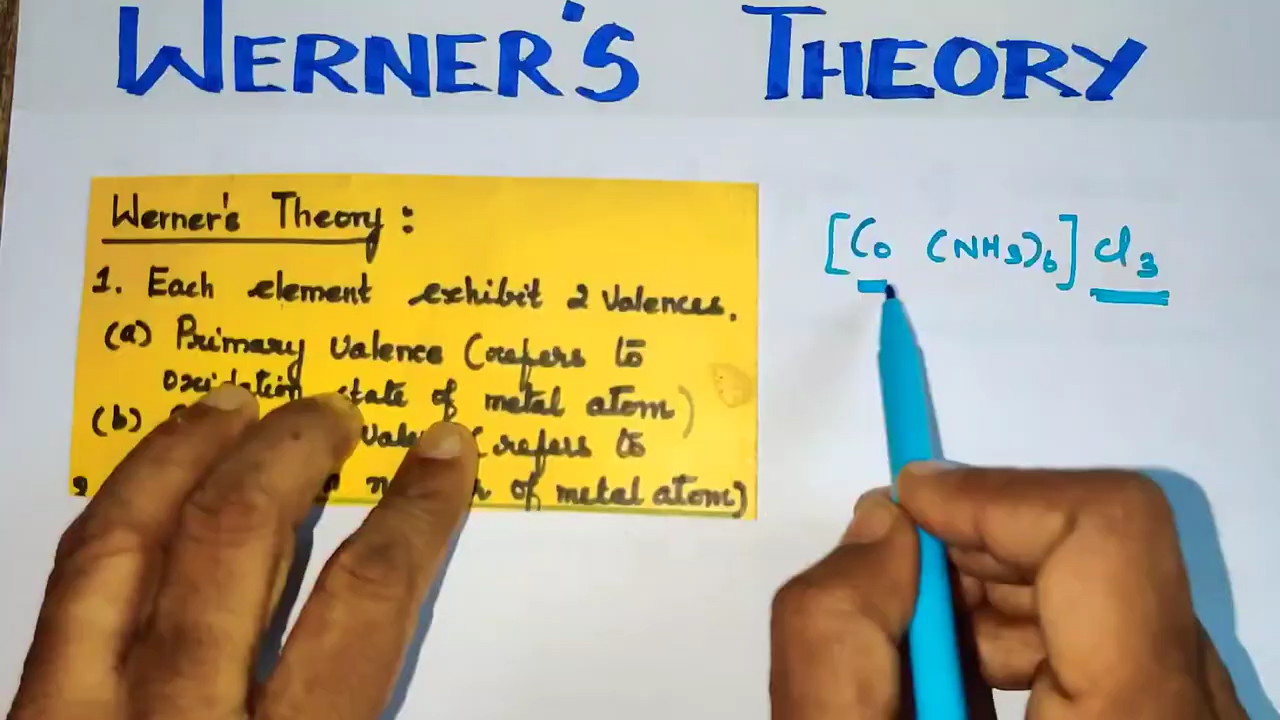 WERNER'S THEORY
Werner's Theory :
1. Each element exhibit 2 valences.
(a) Primary valence (refers to
oxidation state of metal atom)
(b) (refers to
of metal atom)
[Co (NH3)6] Cl3